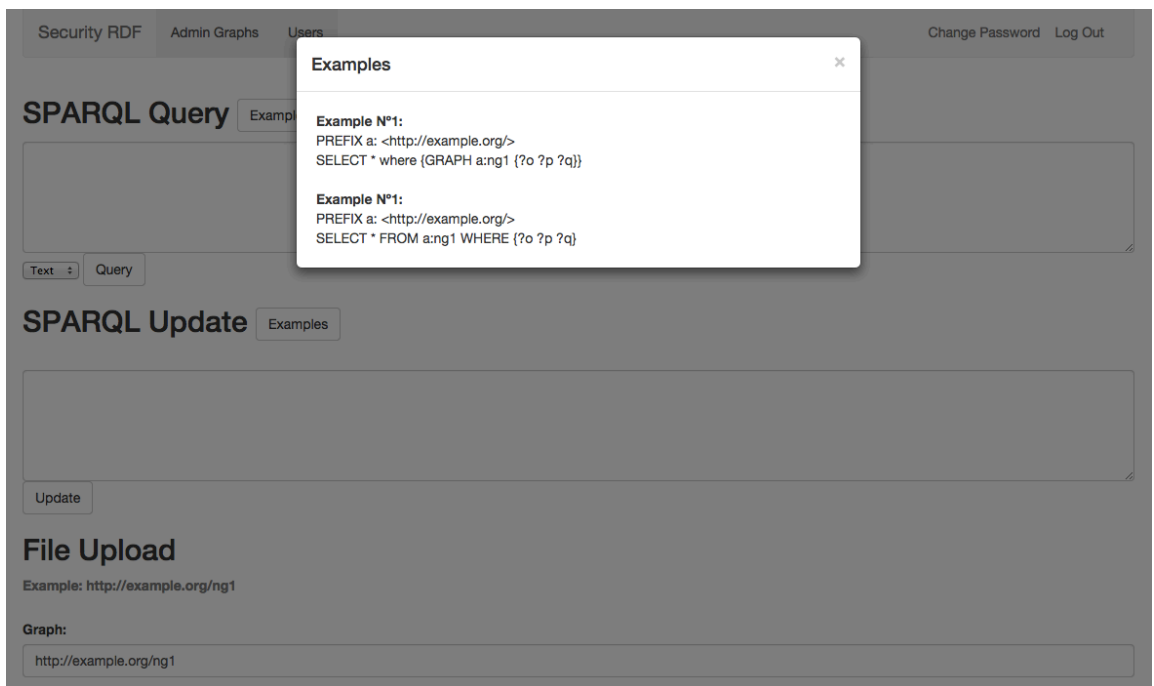 Security RDF Admin Graphs Users Change Password Log Out
Examples ×
Example Nº1:
PREFIX a: <http://example.org/>
SELECT * where {GRAPH a:ng1 {?o ?p ?q}}
Example Nº1:
PREFIX a: <http://example.org/>
SELECT * FROM a:ng1 WHERE {?o ?p ?q}
SPARQL Query Exampl
Text Query
SPARQL Update Examples
Update
File Upload
Example: http://example.org/ng1
Graph:
http://example.org/ng1